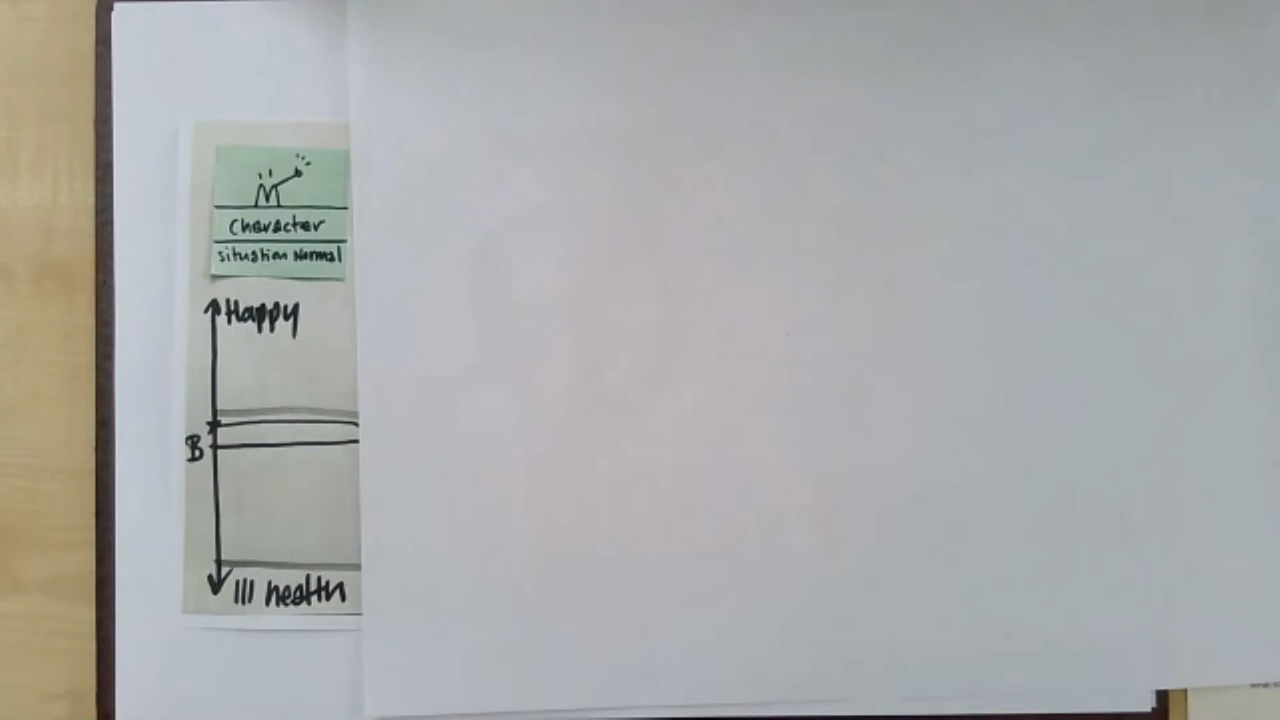 Character
situation Normal
Happy
B
Ill health